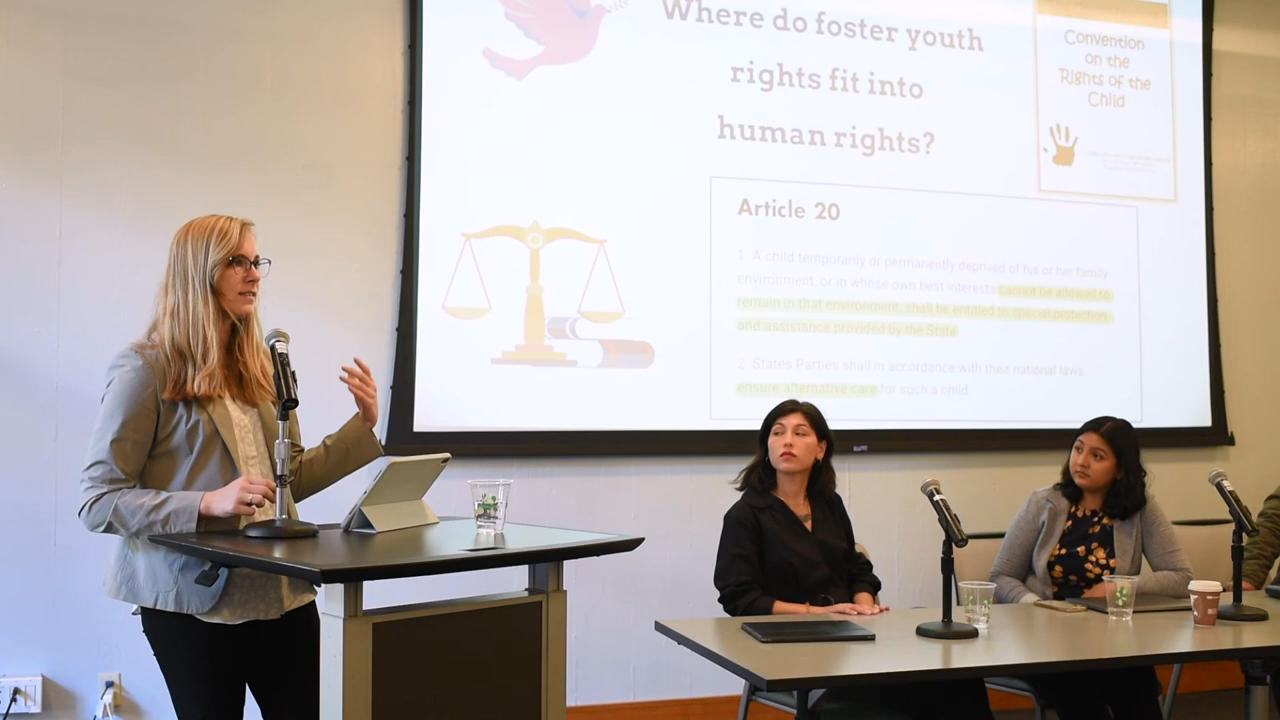 Where do foster youth
rights fit into
human rights?
Convention
on the
Rights of the
Child
Article 20
1. A child temporarily or permanently deprived of his or her family
environment, or in whose own best interests cannot be allowed to
remain in that environment, shall be entitled to special protection
and assistance provided by the State.
2. States Parties shall in accordance with their national laws
ensure alternative care for such a child.